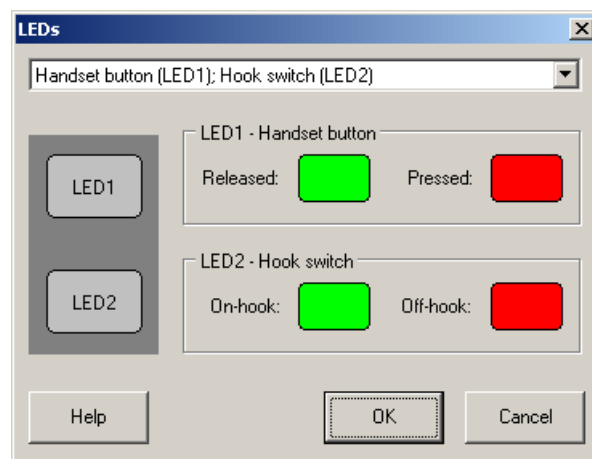 LEDs
Handset button (LED1); Hook switch (LED2)
LED1 - Handset button
Released:
Pressed:
LED1
LED2 - Hook switch
On-hook:
Off-hook:
LED2
Help
OK
Cancel